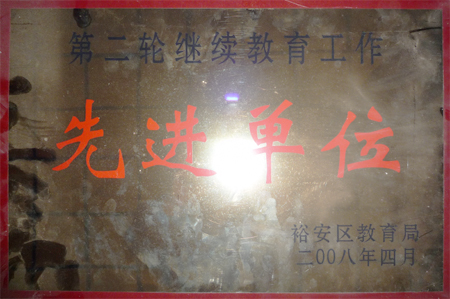 第二轮继续教育工作
先进单位
裕安区教育局
二00八年四月